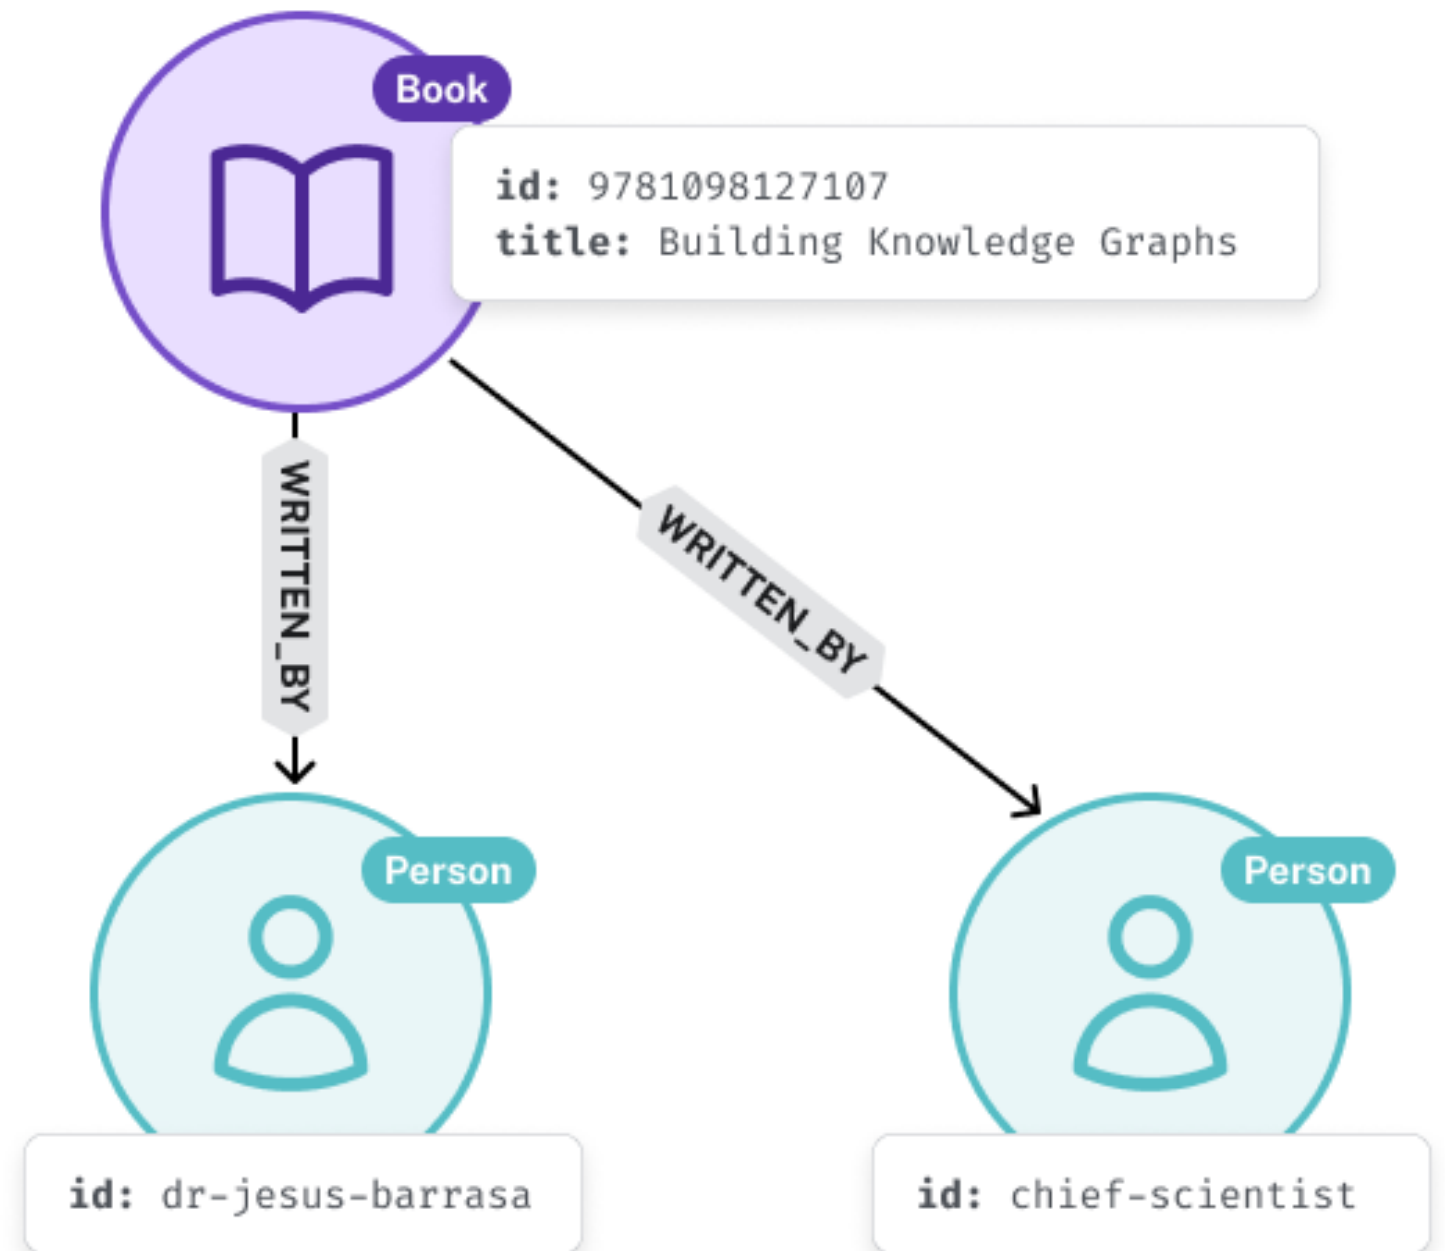 Book
id: 9781098127107
title: Building Knowledge Graphs
WRITTEN_BY
WRITTEN_BY
Person
Person
id: dr-jesus-barrasa
id: chief-scientist